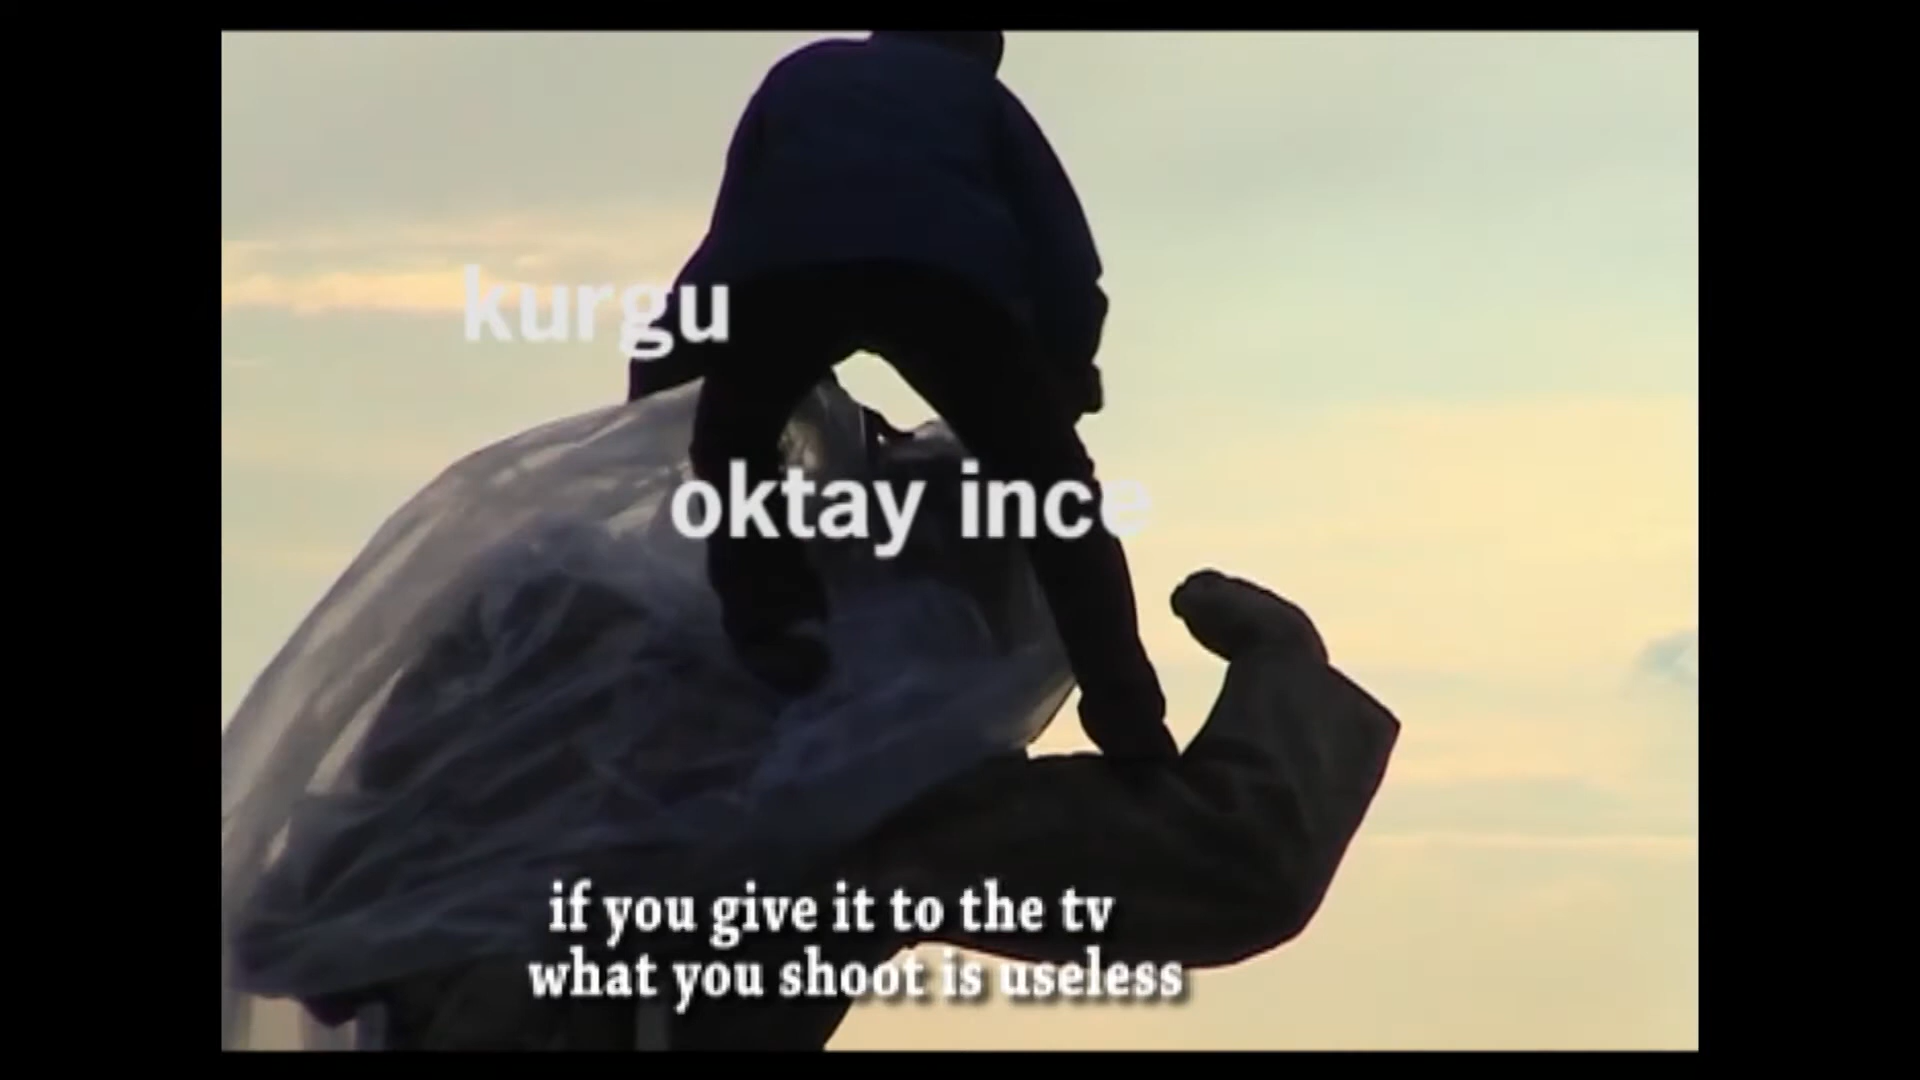 kurgu
oktay ince
if you give it to the tv
what you shoot is useless